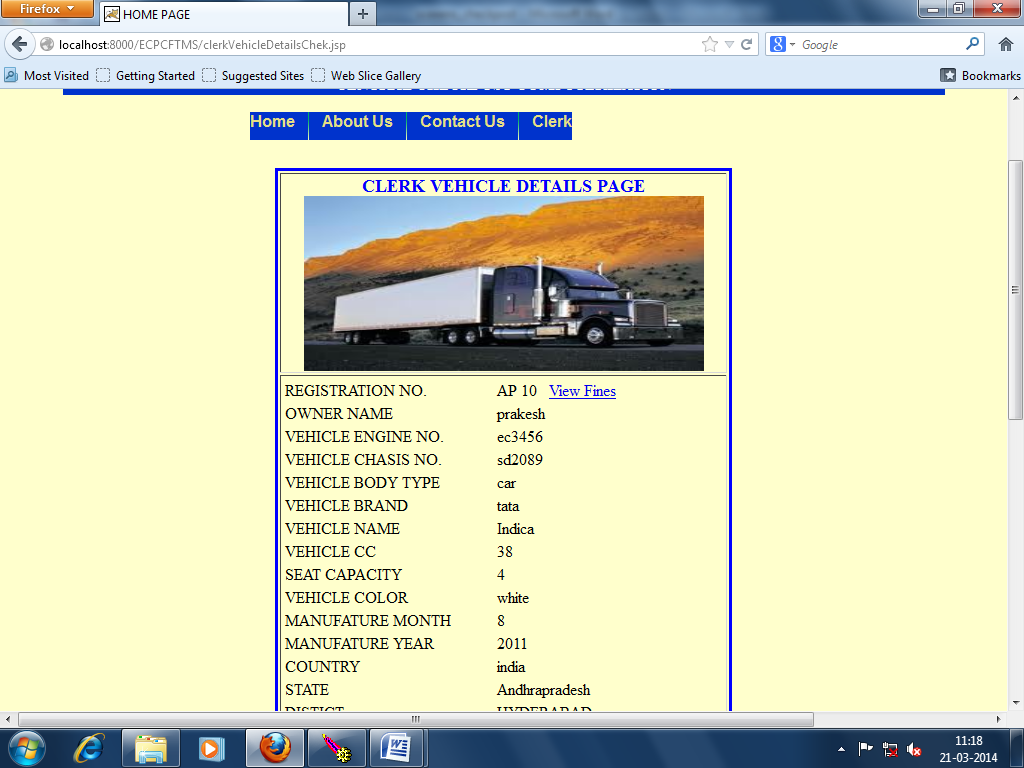 Firefox
HOME PAGE
localhost:8000/ECPCFTMS/clerkVehicleDetailsChek.jsp
Google
Most Visited Getting Started Suggested Sites Web Slice Gallery Bookmarks
Home About Us Contact Us Clerk
CLERK VEHICLE DETAILS PAGE
REGISTRATION NO. AP 10 View Fines
OWNER NAME prakesh
VEHICLE ENGINE NO. ec3456
VEHICLE CHASIS NO. sd2089
VEHICLE BODY TYPE car
VEHICLE BRAND tata
VEHICLE NAME Indica
VEHICLE CC 38
SEAT CAPACITY 4
VEHICLE COLOR white
MANUFATURE MONTH 8
MANUFATURE YEAR 2011
COUNTRY india
STATE Andhrapradesh
DISTICT HYDERABAD
11:18
21-03-2014